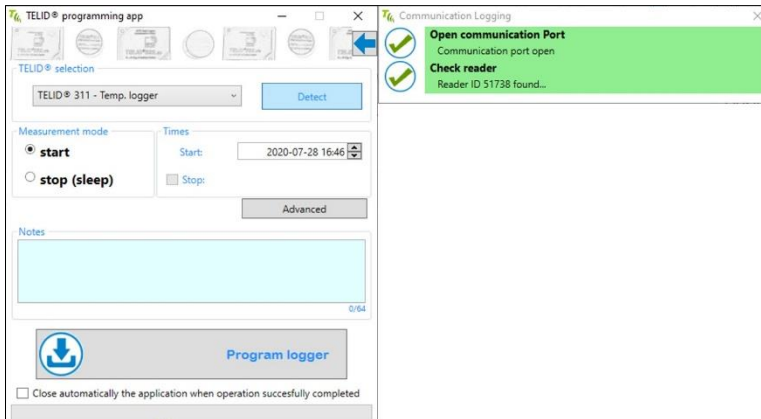 TELID® programming app
TELID® selection
TELID® 311 - Temp. logger
Detect
Measurement mode
start
stop (sleep)
Times
Start:
2020-07-28 16:46
Stop:
Advanced
Notes
0/64
Program logger
Close automatically the application when operation succesfully completed
Communication Logging
Open communication Port
Communication port open
Check reader
Reader ID 51738 found...